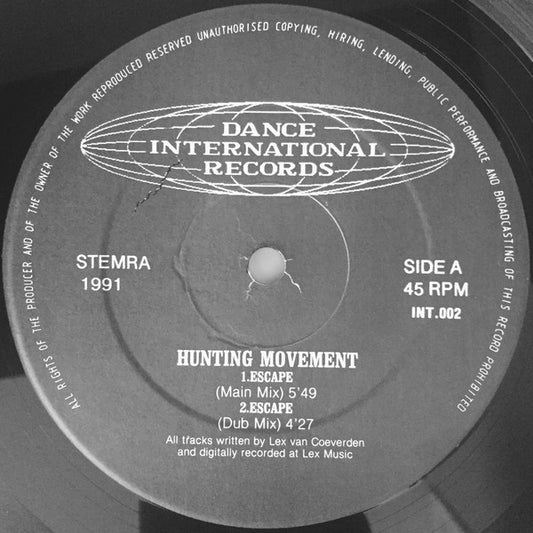 ALL RIGHTS OF THE PRODUCER AND OF THE OWNER OF THE WORK REPRODUCED RESERVED UNAUTHORISED COPYING, HIRING, LENDING, PUBLIC PERFORMANCE AND BROADCASTING OF THIS RECORD PROHIBITED
DANCE
INTERNATIONAL
RECORDS
STEMRA
1991
SIDE A
45 RPM
INT.002
HUNTING MOVEMENT
1.ESCAPE
(Main Mix) 5'49
2.ESCAPE
(Dub Mix) 4'27
All tracks written by Lex van Coeverden
and digitally recorded at Lex Music